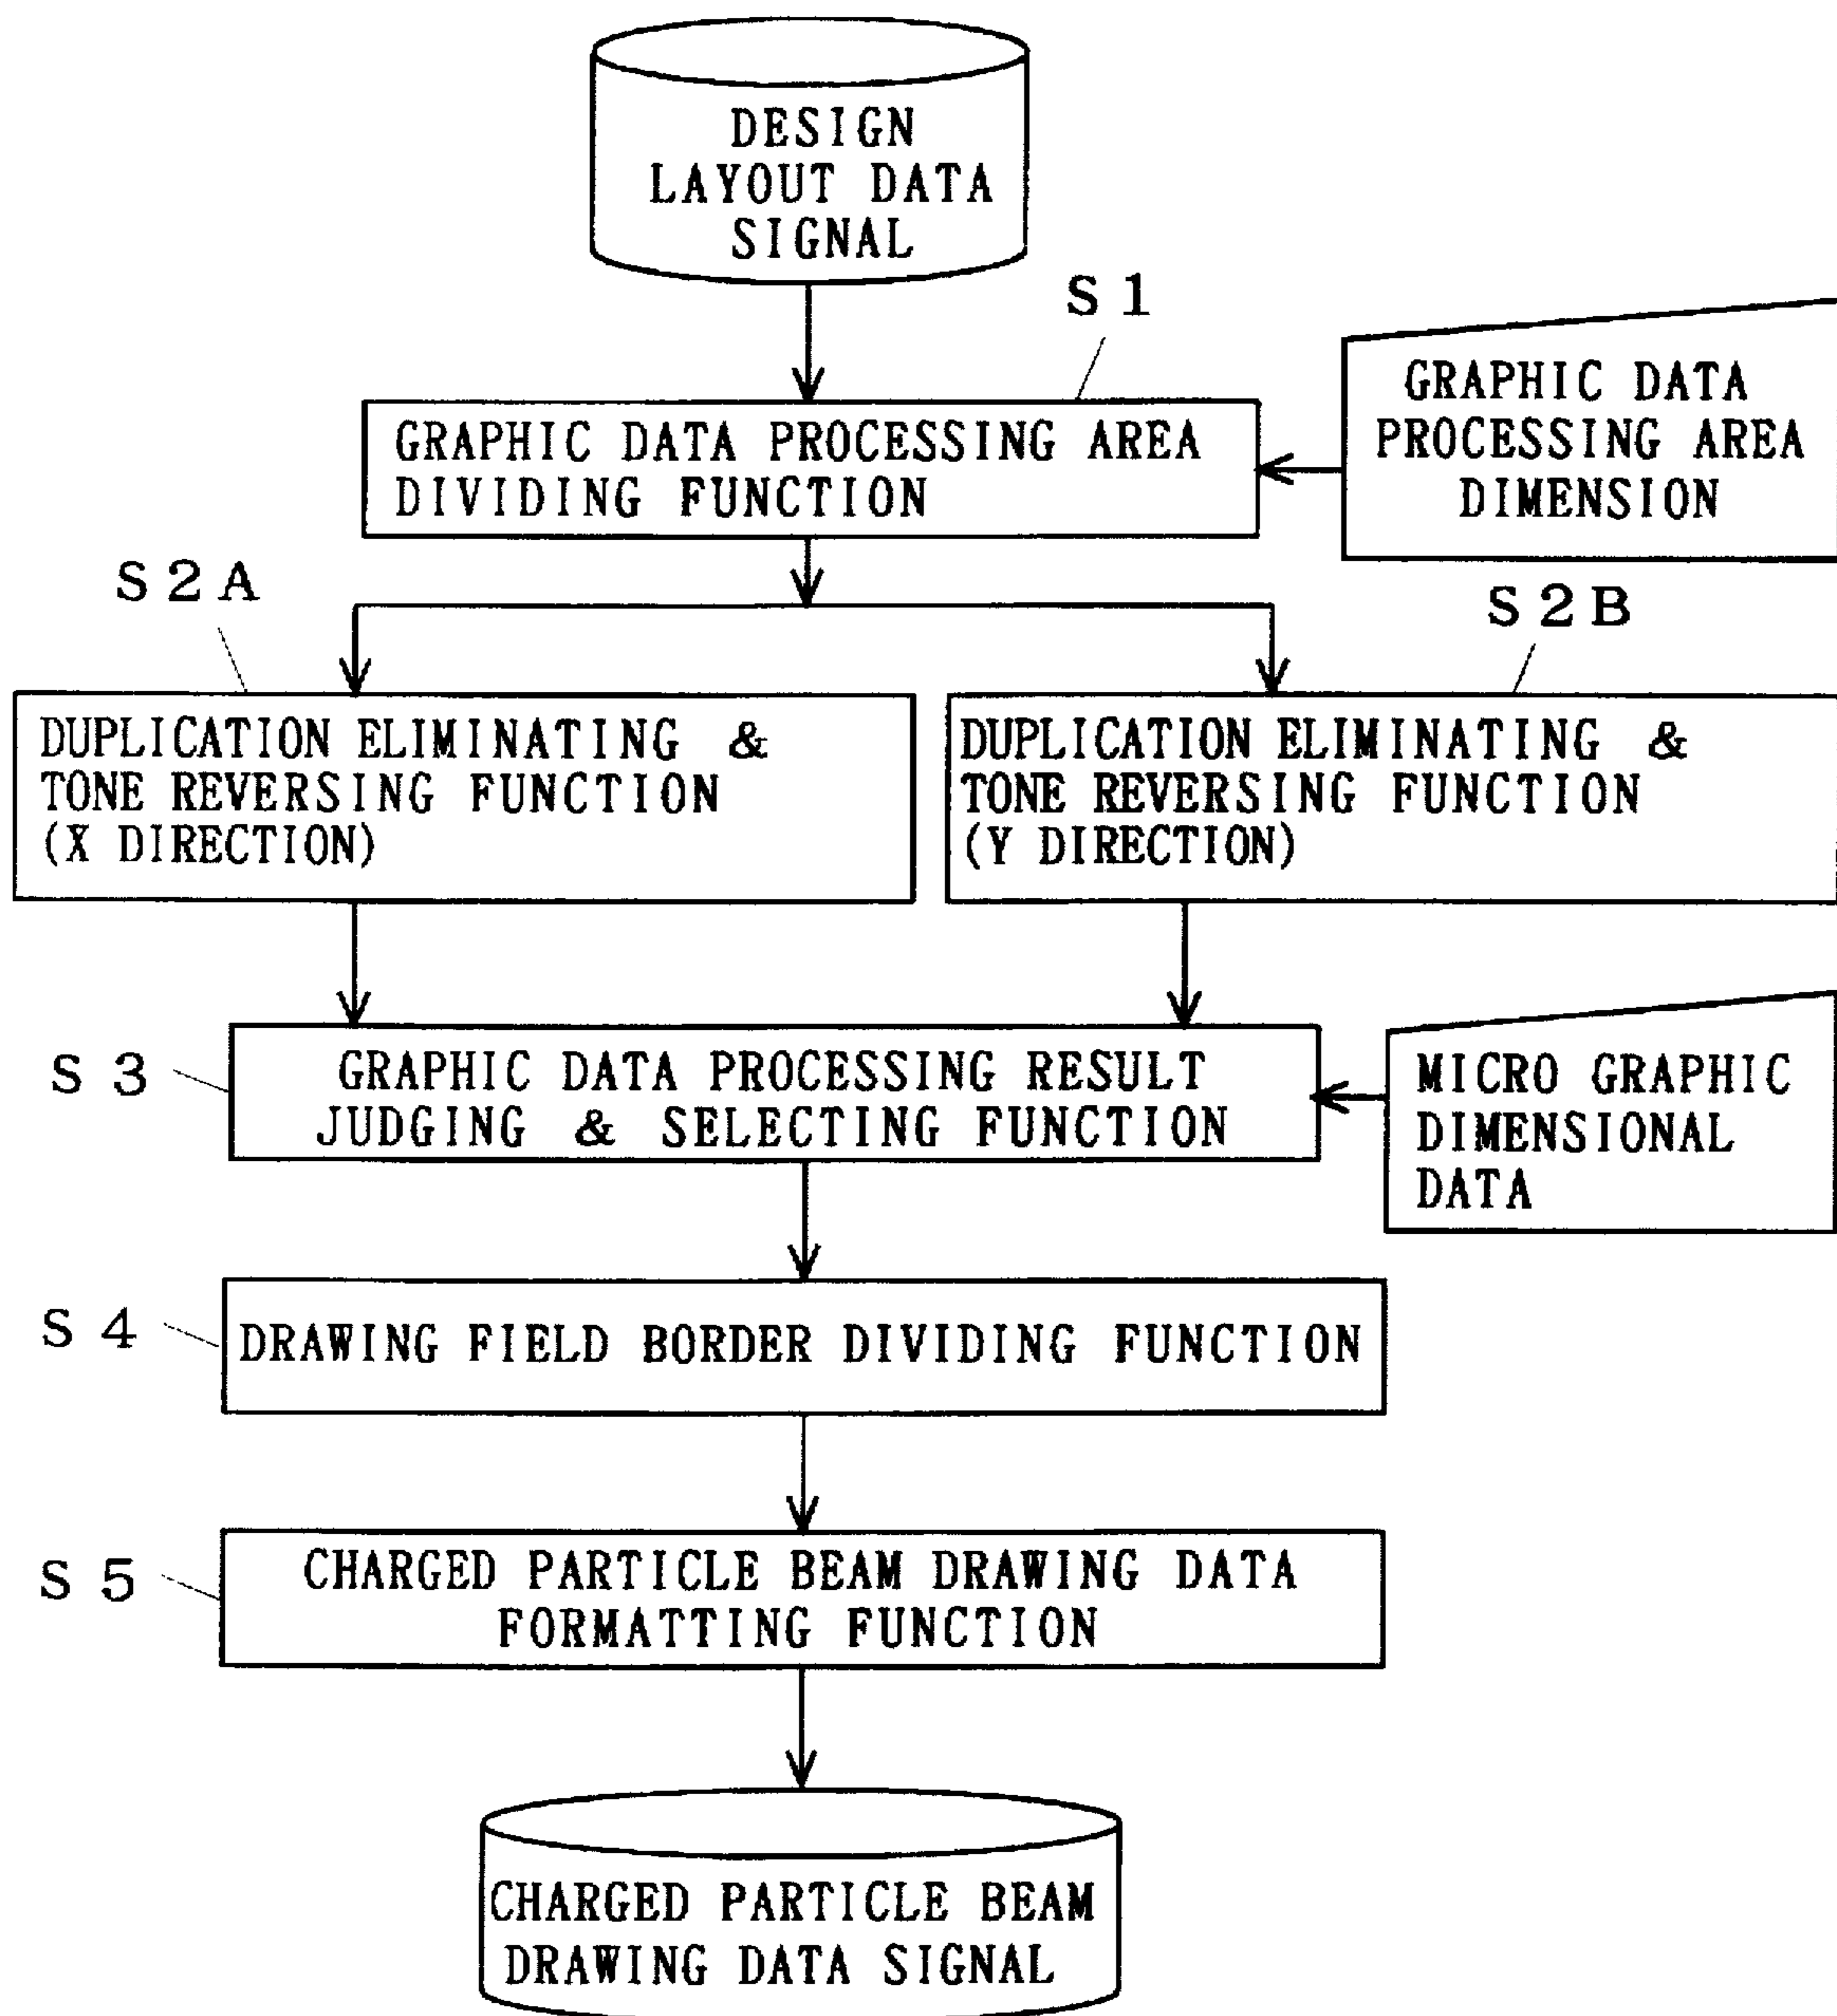 DESIGN
LAYOUT DATA
SIGNAL
S1
GRAPHIC DATA PROCESSING AREA
DIVIDING FUNCTION
GRAPHIC DATA
PROCESSING AREA
DIMENSION
S2A
S2B
DUPLICATION ELIMINATING &
TONE REVERSING FUNCTION
(X DIRECTION)
DUPLICATION ELIMINATING &
TONE REVERSING FUNCTION
(Y DIRECTION)
S3
GRAPHIC DATA PROCESSING RESULT
JUDGING & SELECTING FUNCTION
MICRO GRAPHIC
DIMENSIONAL
DATA
S4
DRAWING FIELD BORDER DIVIDING FUNCTION
S5
CHARGED PARTICLE BEAM DRAWING DATA
FORMATTING FUNCTION
CHARGED PARTICLE BEAM
DRAWING DATA SIGNAL